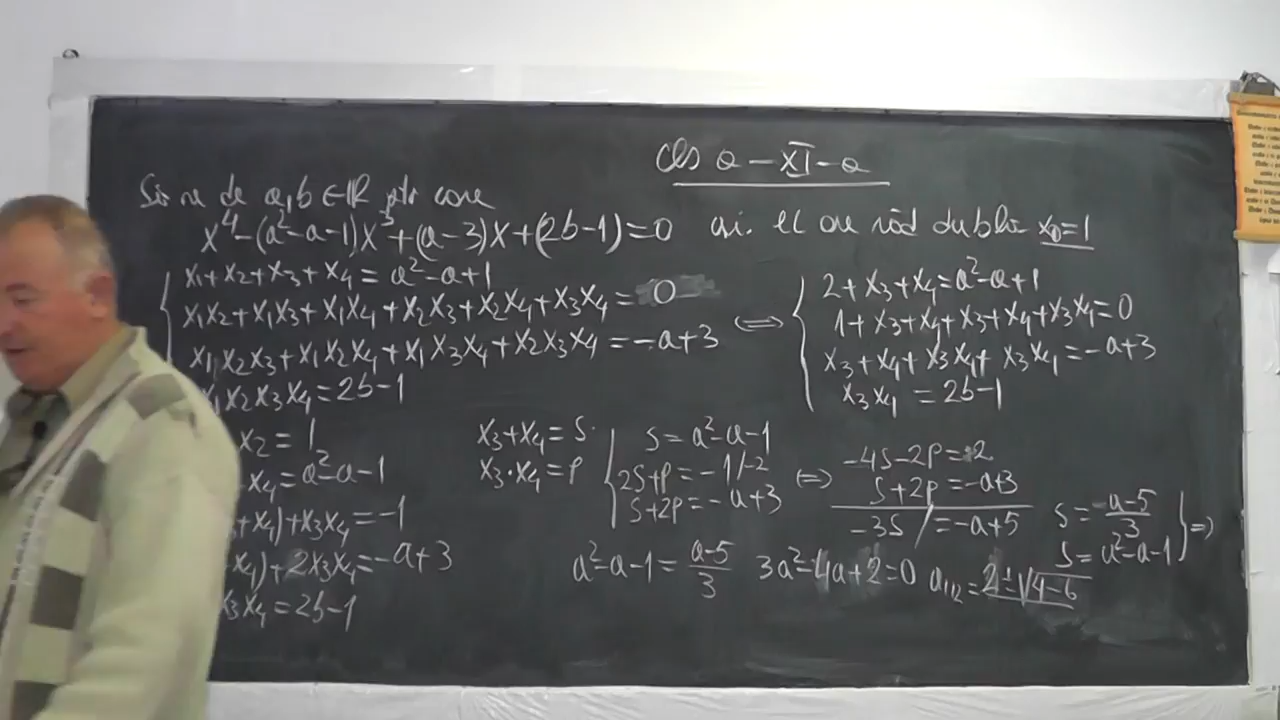 cls a – XI – a
Să se de a, b ∈ ℝ ptr care
x⁴ – (a² – a – 1)x³ + (a – 3)x + (2b – 1) = 0 a.î. el are răd dublă x₀ = 1
x₁ + x₂ + x₃ + x₄ = a² – a + 1
x₁x₂ + x₁x₃ + x₁x₄ + x₂x₃ + x₂x₄ + x₃x₄ = 0
x₁x₂x₃ + x₁x₂x₄ + x₁x₃x₄ + x₂x₃x₄ = –a + 3
x₁x₂x₃x₄ = 2b – 1
⟺
2 + x₃ + x₄ = a² – a + 1
1 + x₃ + x₄ + x₃ + x₄ + x₃x₄ = 0
x₃ + x₄ + x₃x₄ + x₃x₄ = –a + 3
x₃x₄ = 2b – 1
x₂ = 1
x₄ = a² – a – 1
+ x₄) + x₃x₄ = –1
x₄) + 2x₃x₄ = –a + 3
x₃x₄ = 2b – 1
x₃ + x₄ = S
x₃ · x₄ = P
S = a² – a – 1
2S + P = –1 / –2
S + 2P = –a + 3
⟺
–4S – 2P = 2
S + 2P = –a + 3
–3S / = –a + 5
S = a – 5 / 3
S = a² – a – 1
⟹
a² – a – 1 = a – 5 / 3 3a² – 4a + 2 = 0 a₁,₂ = 2 ± √4 – 6